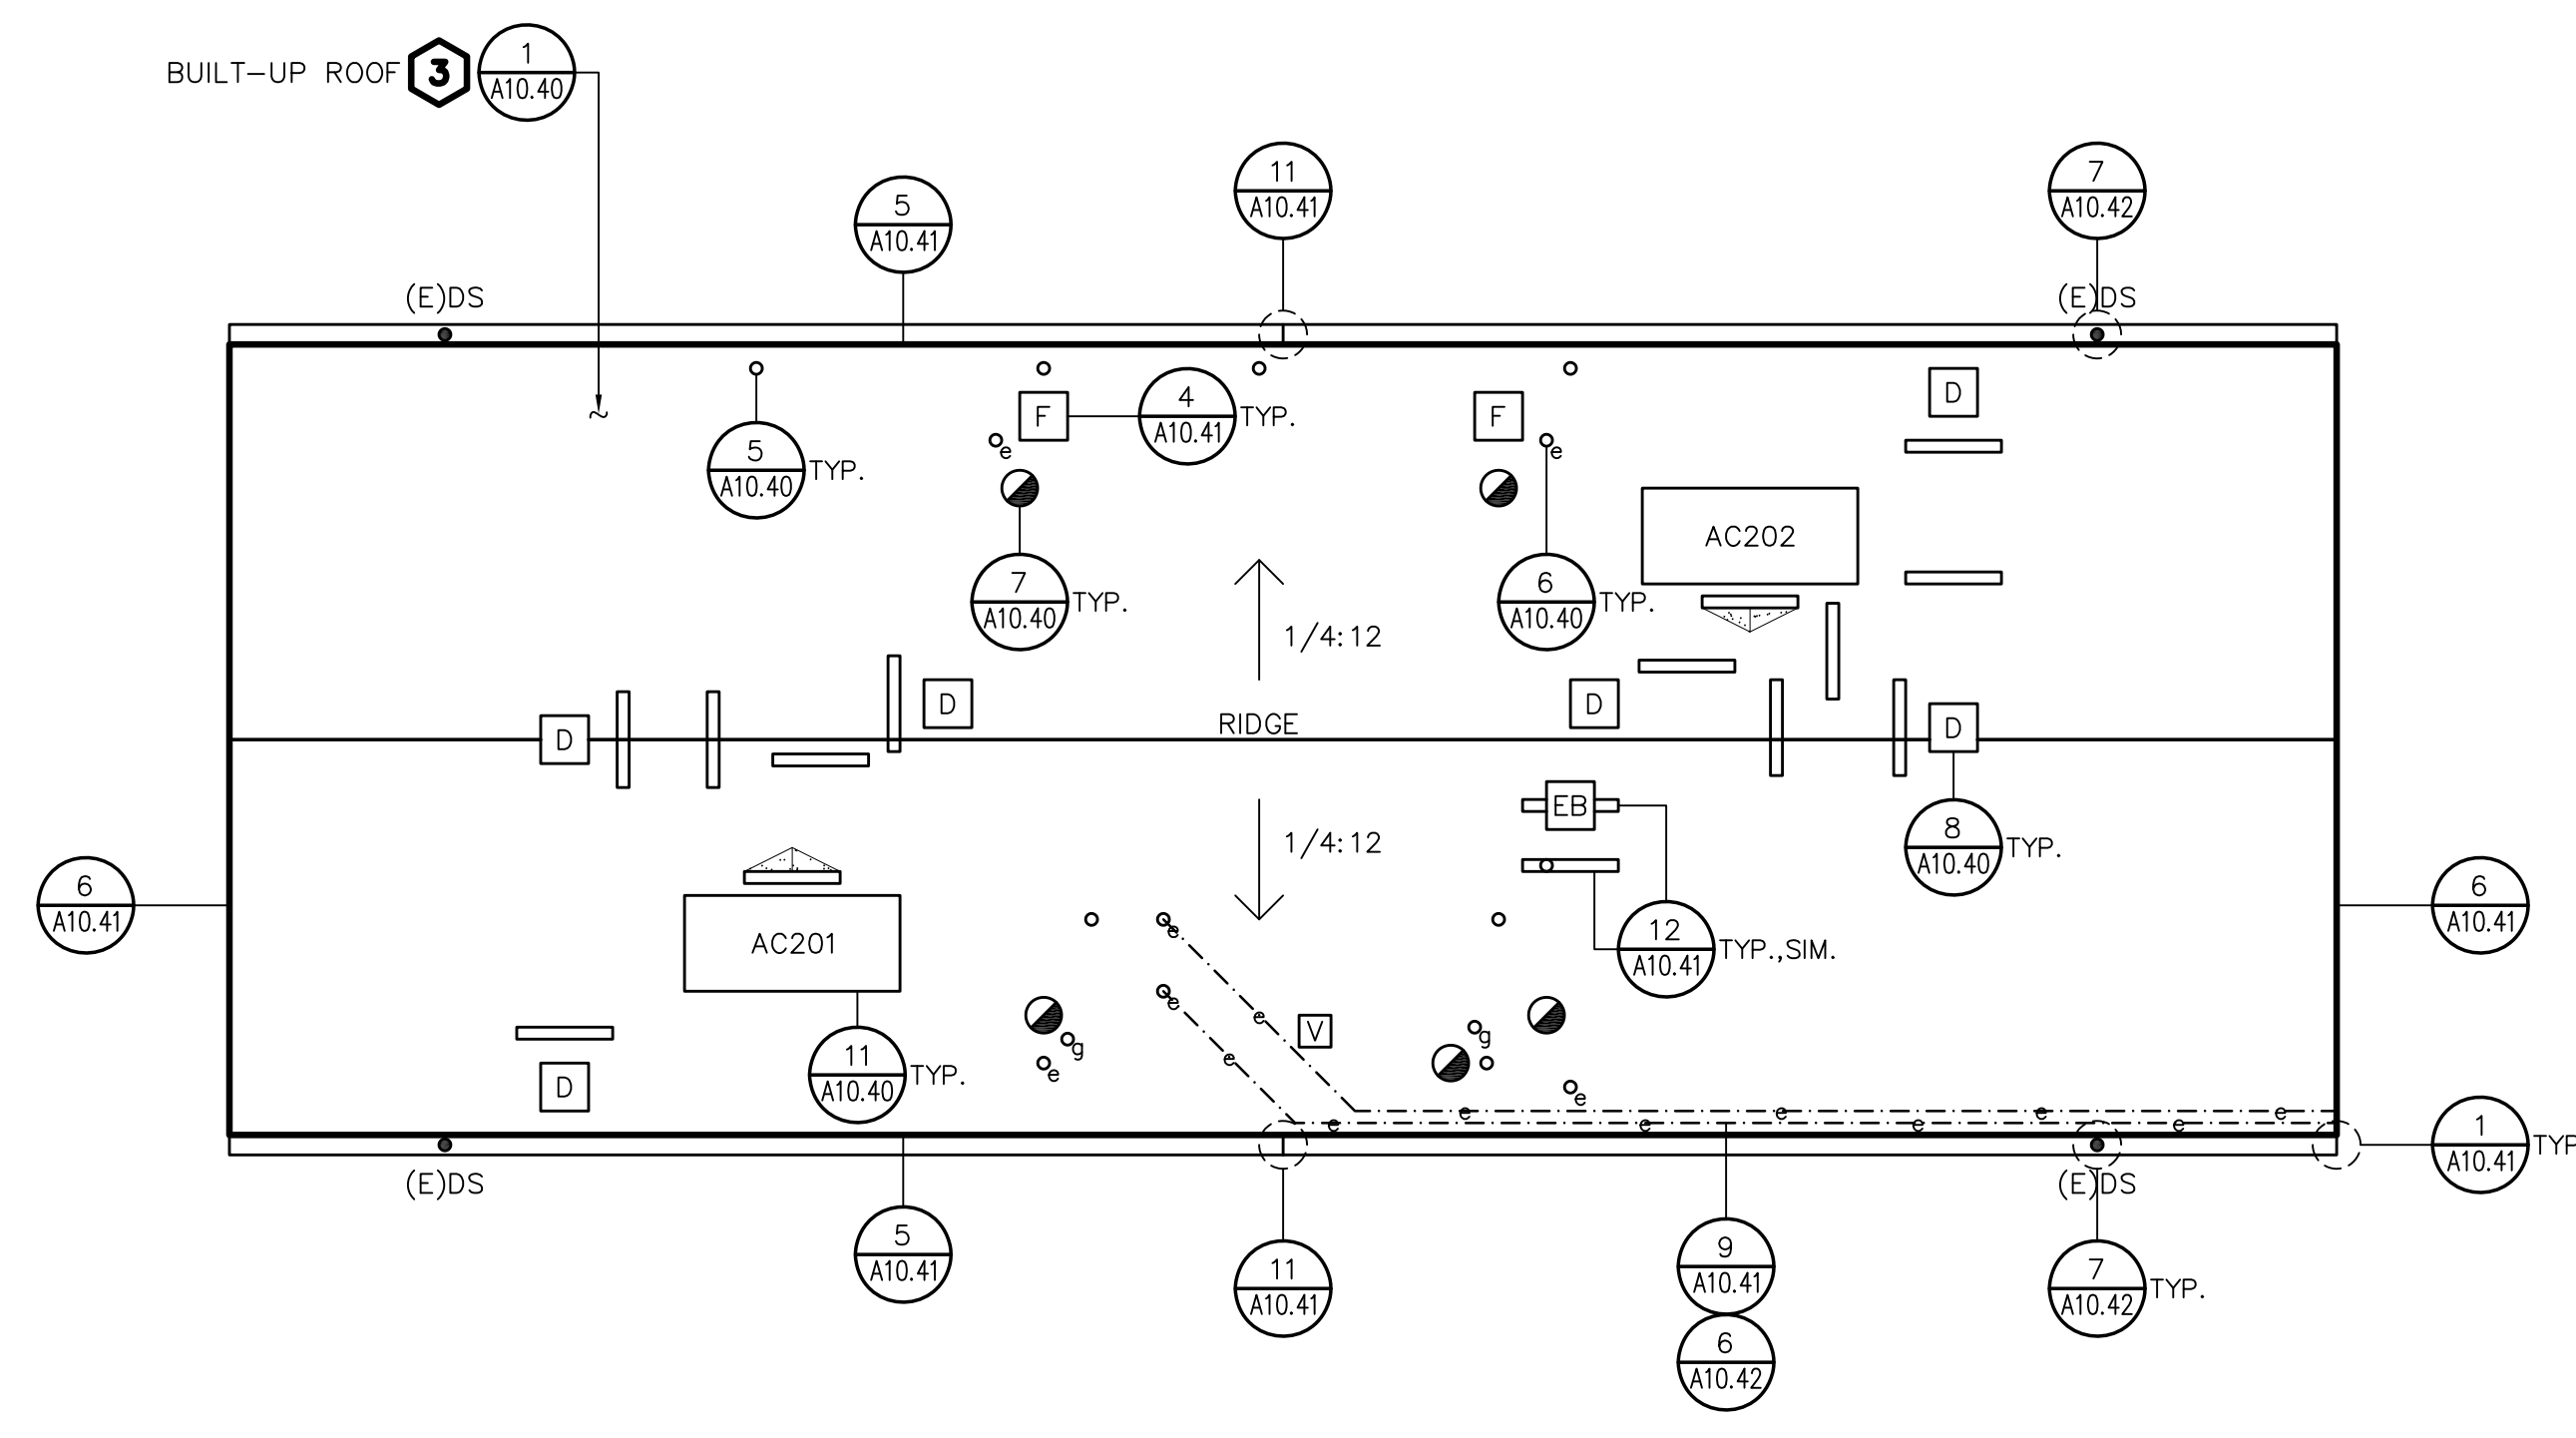 BUILT-UP ROOF 3
1
A10.40
11
A10.41
7
A10.42
5
A10.41
(E)DS
(E)DS
D
F
4
A10.41
TYP.
F
e
e
5
A10.40
TYP.
AC202
7
A10.40
TYP.
6
A10.40
TYP.
1/4:12
D
D
RIDGE
D
D
EB
1/4:12
8
A10.40
TYP.
6
A10.41
6
A10.41
AC201
e
12
A10.41
TYP.,SIM.
e
e
V
g
g
e
e
11
A10.40
TYP.
D
e
e
e
e
e
e
e
e
e
e
e
1
A10.41
TYP
(E)DS
(E)DS
5
A10.41
11
A10.41
9
A10.41
7
A10.42
TYP.
6
A10.42